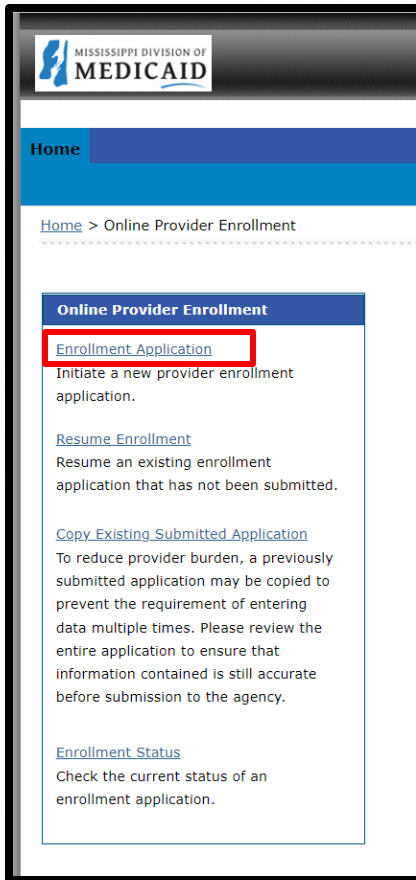 MISSISSIPPI DIVISION OF
MEDICAID
Home
Home > Online Provider Enrollment
Online Provider Enrollment
Enrollment Application
Initiate a new provider enrollment
application.
Resume Enrollment
Resume an existing enrollment
application that has not been submitted.
Copy Existing Submitted Application
To reduce provider burden, a previously
submitted application may be copied to
prevent the requirement of entering
data multiple times. Please review the
entire application to ensure that
information contained is still accurate
before submission to the agency.
Enrollment Status
Check the current status of an
enrollment application.